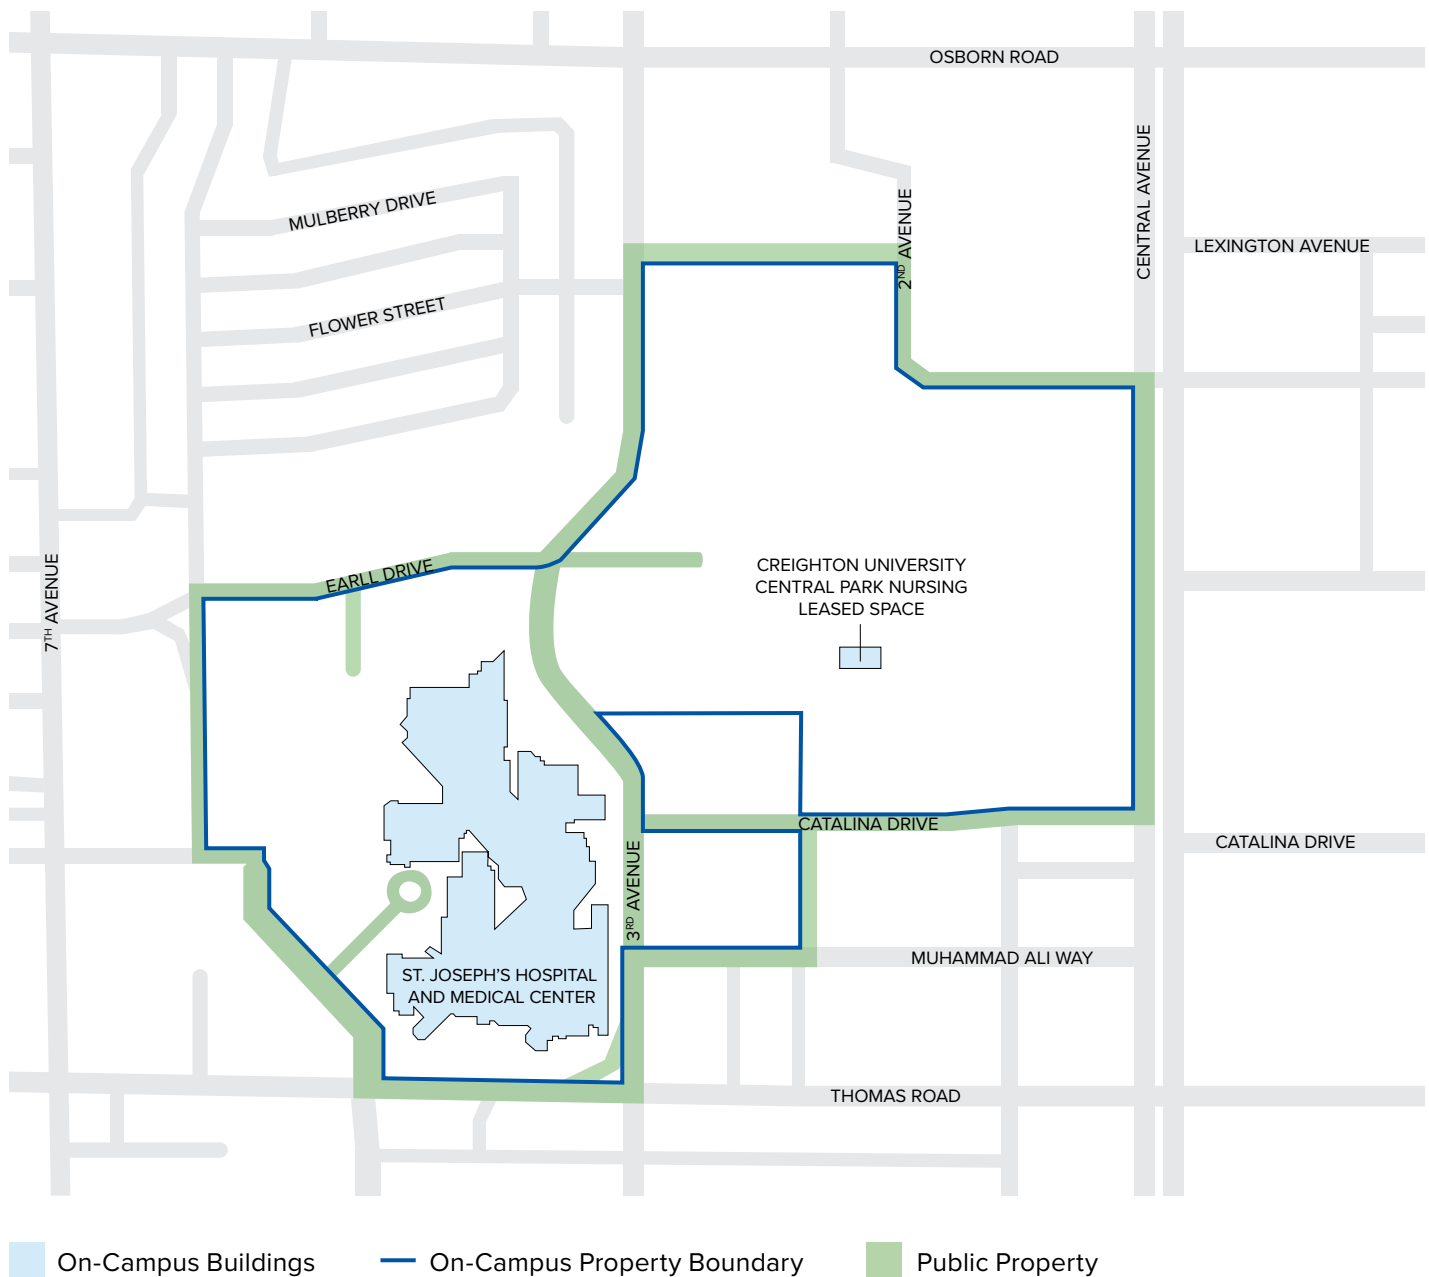 OSBORN ROAD
CENTRAL AVENUE
MULBERRY DRIVE
2ND AVENUE
LEXINGTON AVENUE
FLOWER STREET
7TH AVENUE
EARLL DRIVE
CREIGHTON UNIVERSITY
CENTRAL PARK NURSING
LEASED SPACE
CATALINA DRIVE
CATALINA DRIVE
3RD AVENUE
MUHAMMAD ALI WAY
ST. JOSEPH'S HOSPITAL
AND MEDICAL CENTER
THOMAS ROAD
On-Campus Buildings
On-Campus Property Boundary
Public Property